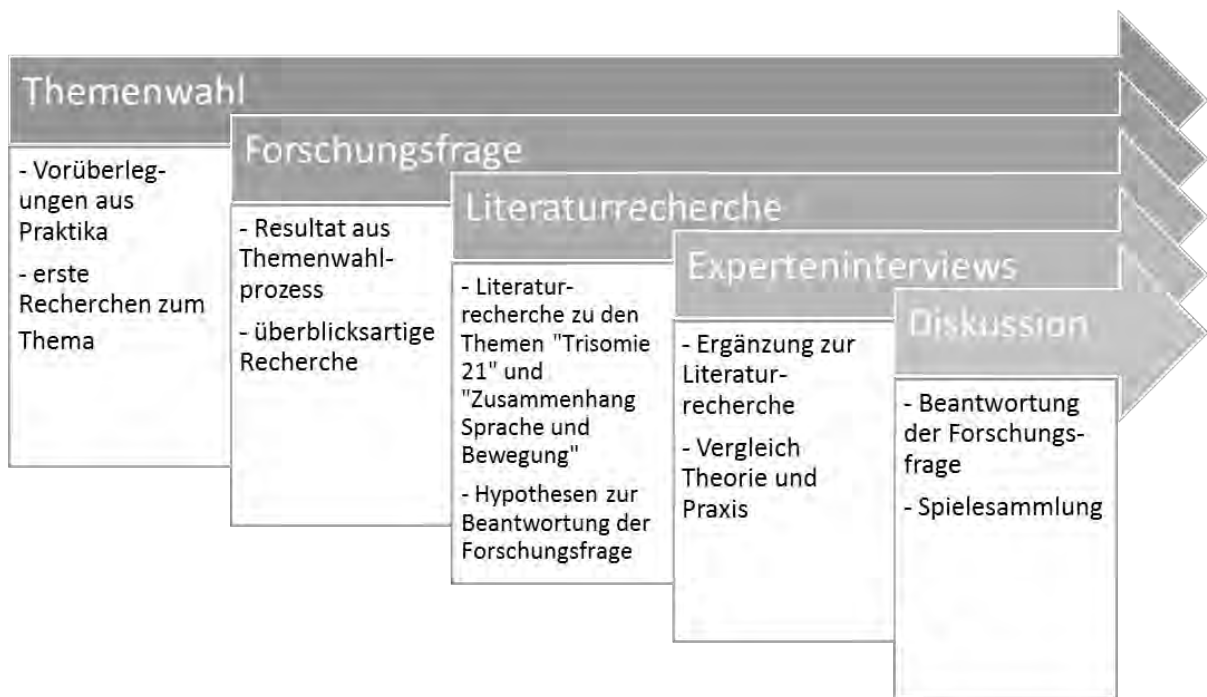 Themenwahl
- Vorüberleg-
ungen aus
Praktika
- erste
Recherchen zum
Thema
Forschungsfrage
- Resultat aus
Themenwahl-
prozess
- überblicksartige
Recherche
Literaturrecherche
- Literatur-
recherche zu den
Themen "Trisomie
21" und
"Zusammenhang
Sprache und
Bewegung"
- Hypothesen zur
Beantwortung der
Forschungsfrage
Experteninterviews
- Ergänzung zur
Literatur-
recherche
- Vergleich
Theorie und
Praxis
Diskussion
- Beantwortung
der Forschungs-
frage
- Spielesammlung